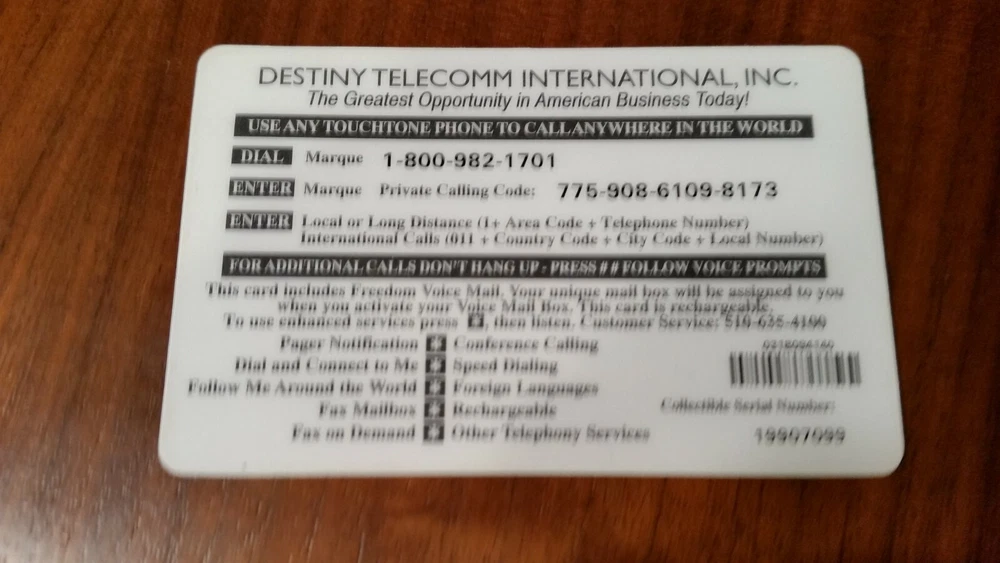 DESTINY TELECOMM INTERNATIONAL, INC.
The Greatest Opportunity in American Business Today!
USE ANY TOUCHTONE PHONE TO CALL ANYWHERE IN THE WORLD
DIAL Marque 1-800-982-1701
ENTER Marque Private Calling Code: 775-908-6109-8173
ENTER Local or Long Distance (1+ Area Code + Telephone Number)
International Calls (011 + Country Code + City Code + Local Number)
FOR ADDITIONAL CALLS DON'T HANG UP - PRESS ## FOLLOW VOICE PROMPTS
This card includes Freedom Voice Mail. Your unique mail box will be assigned to you
when you activate your Voice Mail Box. This card is rechargeable.
To use enhanced services press *, then listen. Customer Service: 510-635-4100
Pager Notification * Conference Calling
Dial and Connect to Me * Speed Dialing
Follow Me Around the World * Foreign Languages
Fax Mailbox * Rechargeable
Fax on Demand * Other Telephony Services
Collectible Serial Number:
19907099